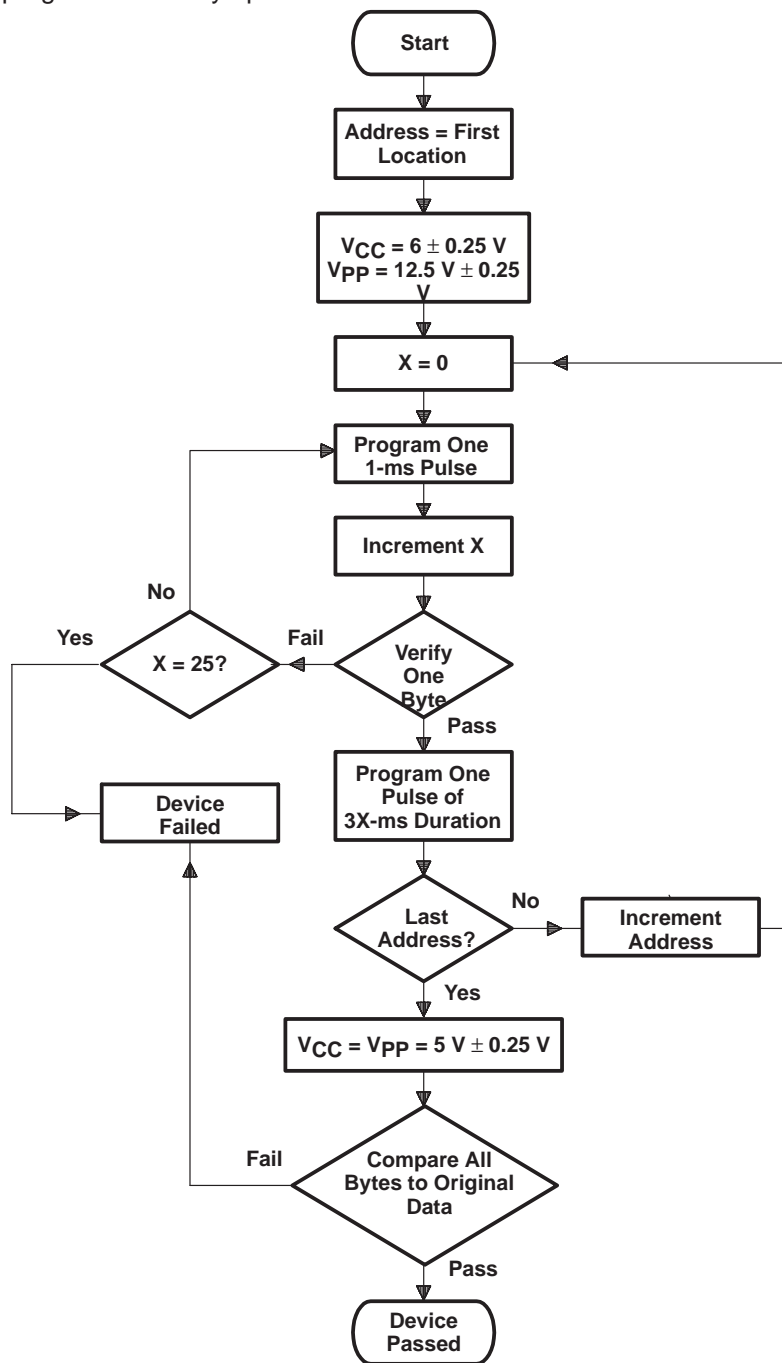 Start
Address = First
Location
VCC = 6 ± 0.25 V
VPP = 12.5 V ± 0.25
V
X = 0
Program One
1-ms Pulse
Increment X
No
Yes
X = 25?
Fail
Verify
One
Byte
Pass
Program One
Pulse of
3X-ms Duration
Device
Failed
Last
Address?
No
Increment
Address
Yes
VCC = VPP = 5 V ± 0.25 V
Fail
Compare All
Bytes to Original
Data
Pass
Device
Passed